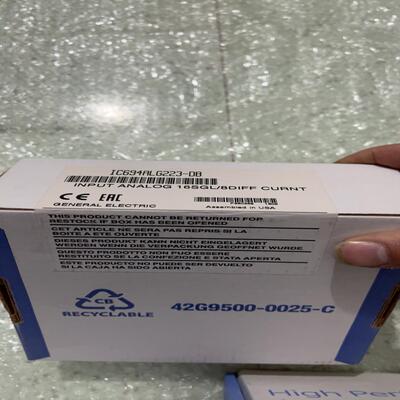 IC694ALG223-DB
INPUT ANALOG 16SGL/8DIFF CURNT
CE EAC
GENERAL ELECTRIC
Assembled in USA
THIS PRODUCT CANNOT BE RETURNED FOR
RESTOCK IF BOX HAS BEEN OPENED
CET ARTICLE NE SERA PAS REPRIS SI LA
BOITE A ETE OUVERTE
DIESES PRODUKT KANN NICHT EINGELAGERT
WERDEN WENN DIE VERPACKUNG GEOFFNET WURDE
QUESTO PRODOTTO NON PUO ESSERE
RESTITUITO SE LA CONFEZIONE E STATA APERTA
ESTE PRODUCTO NO PUEDE SER DEVUELTO
SI LA CAJA HA SIDO ABIERTA
CB
RECYCLABLE
42G9500-0025-C
High Perf